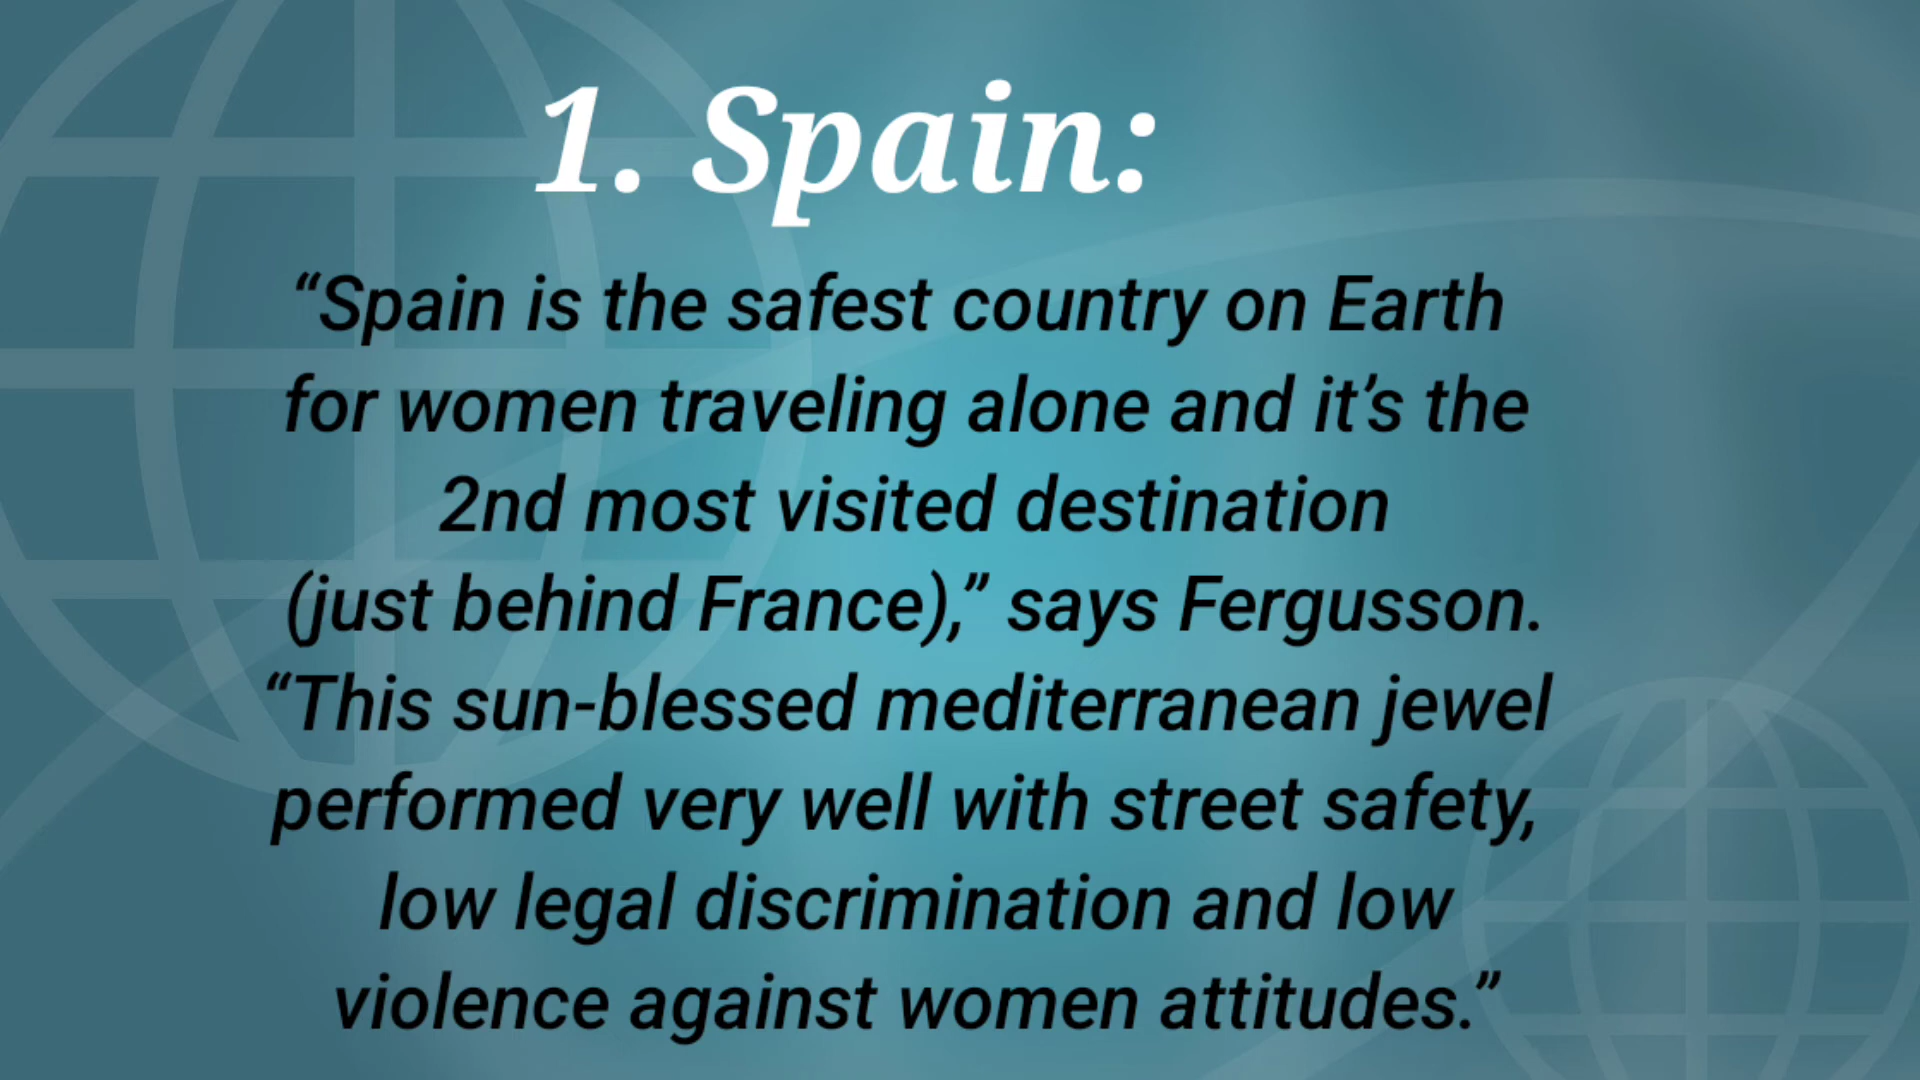 1. Spain:
“Spain is the safest country on Earth
for women traveling alone and it’s the
2nd most visited destination
(just behind France),” says Fergusson.
“This sun-blessed mediterranean jewel
performed very well with street safety,
low legal discrimination and low
violence against women attitudes.”